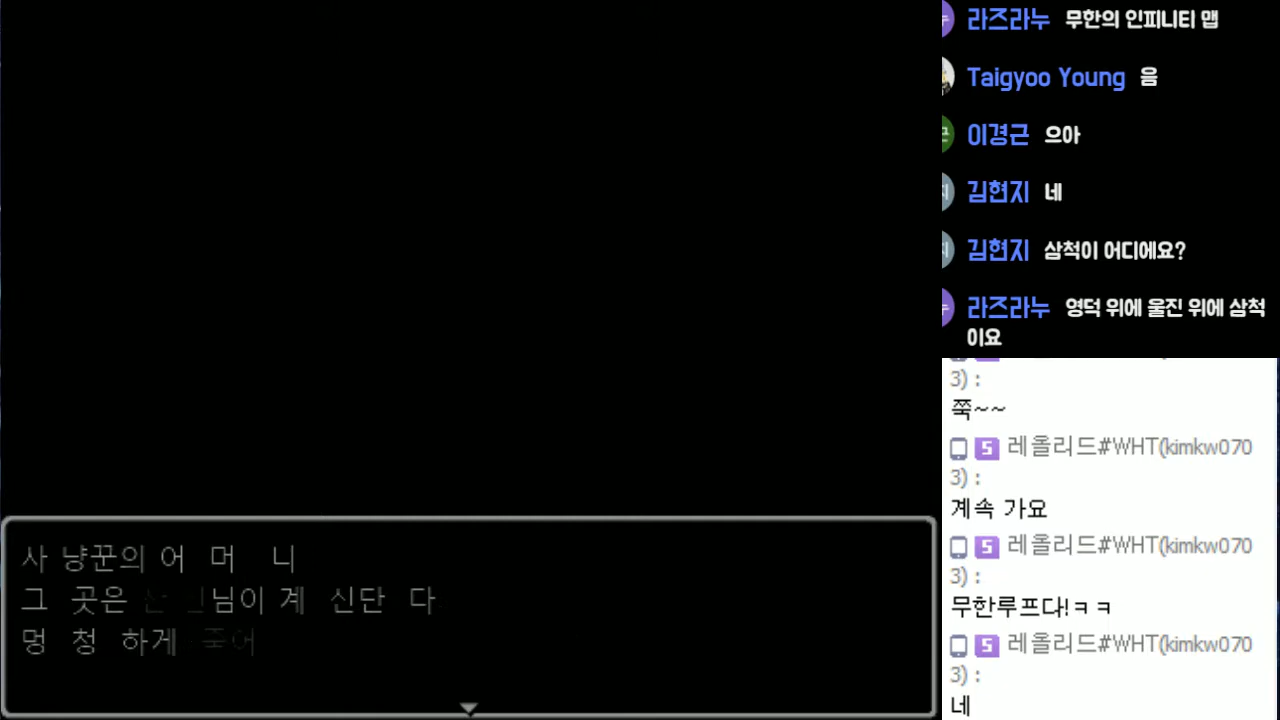 사 냥꾼의 어 머 니
그 곳은 님이 계 신단 다
멍 청 하게 죽어
라즈라누 무한의 인피니티 맵
Taigyoo Young 음
이경근 으아
김현지 네
김현지 삼척이 어디에요?
라즈라누 영덕 위에 울진 위에 삼척
이요
3) :
쭉~~
레올리드#WHT(kimkw070
3) :
계속 가요
레올리드#WHT(kimkw070
3) :
무한루프다!ㅋㅋ
레올리드#WHT(kimkw070
3) :
네